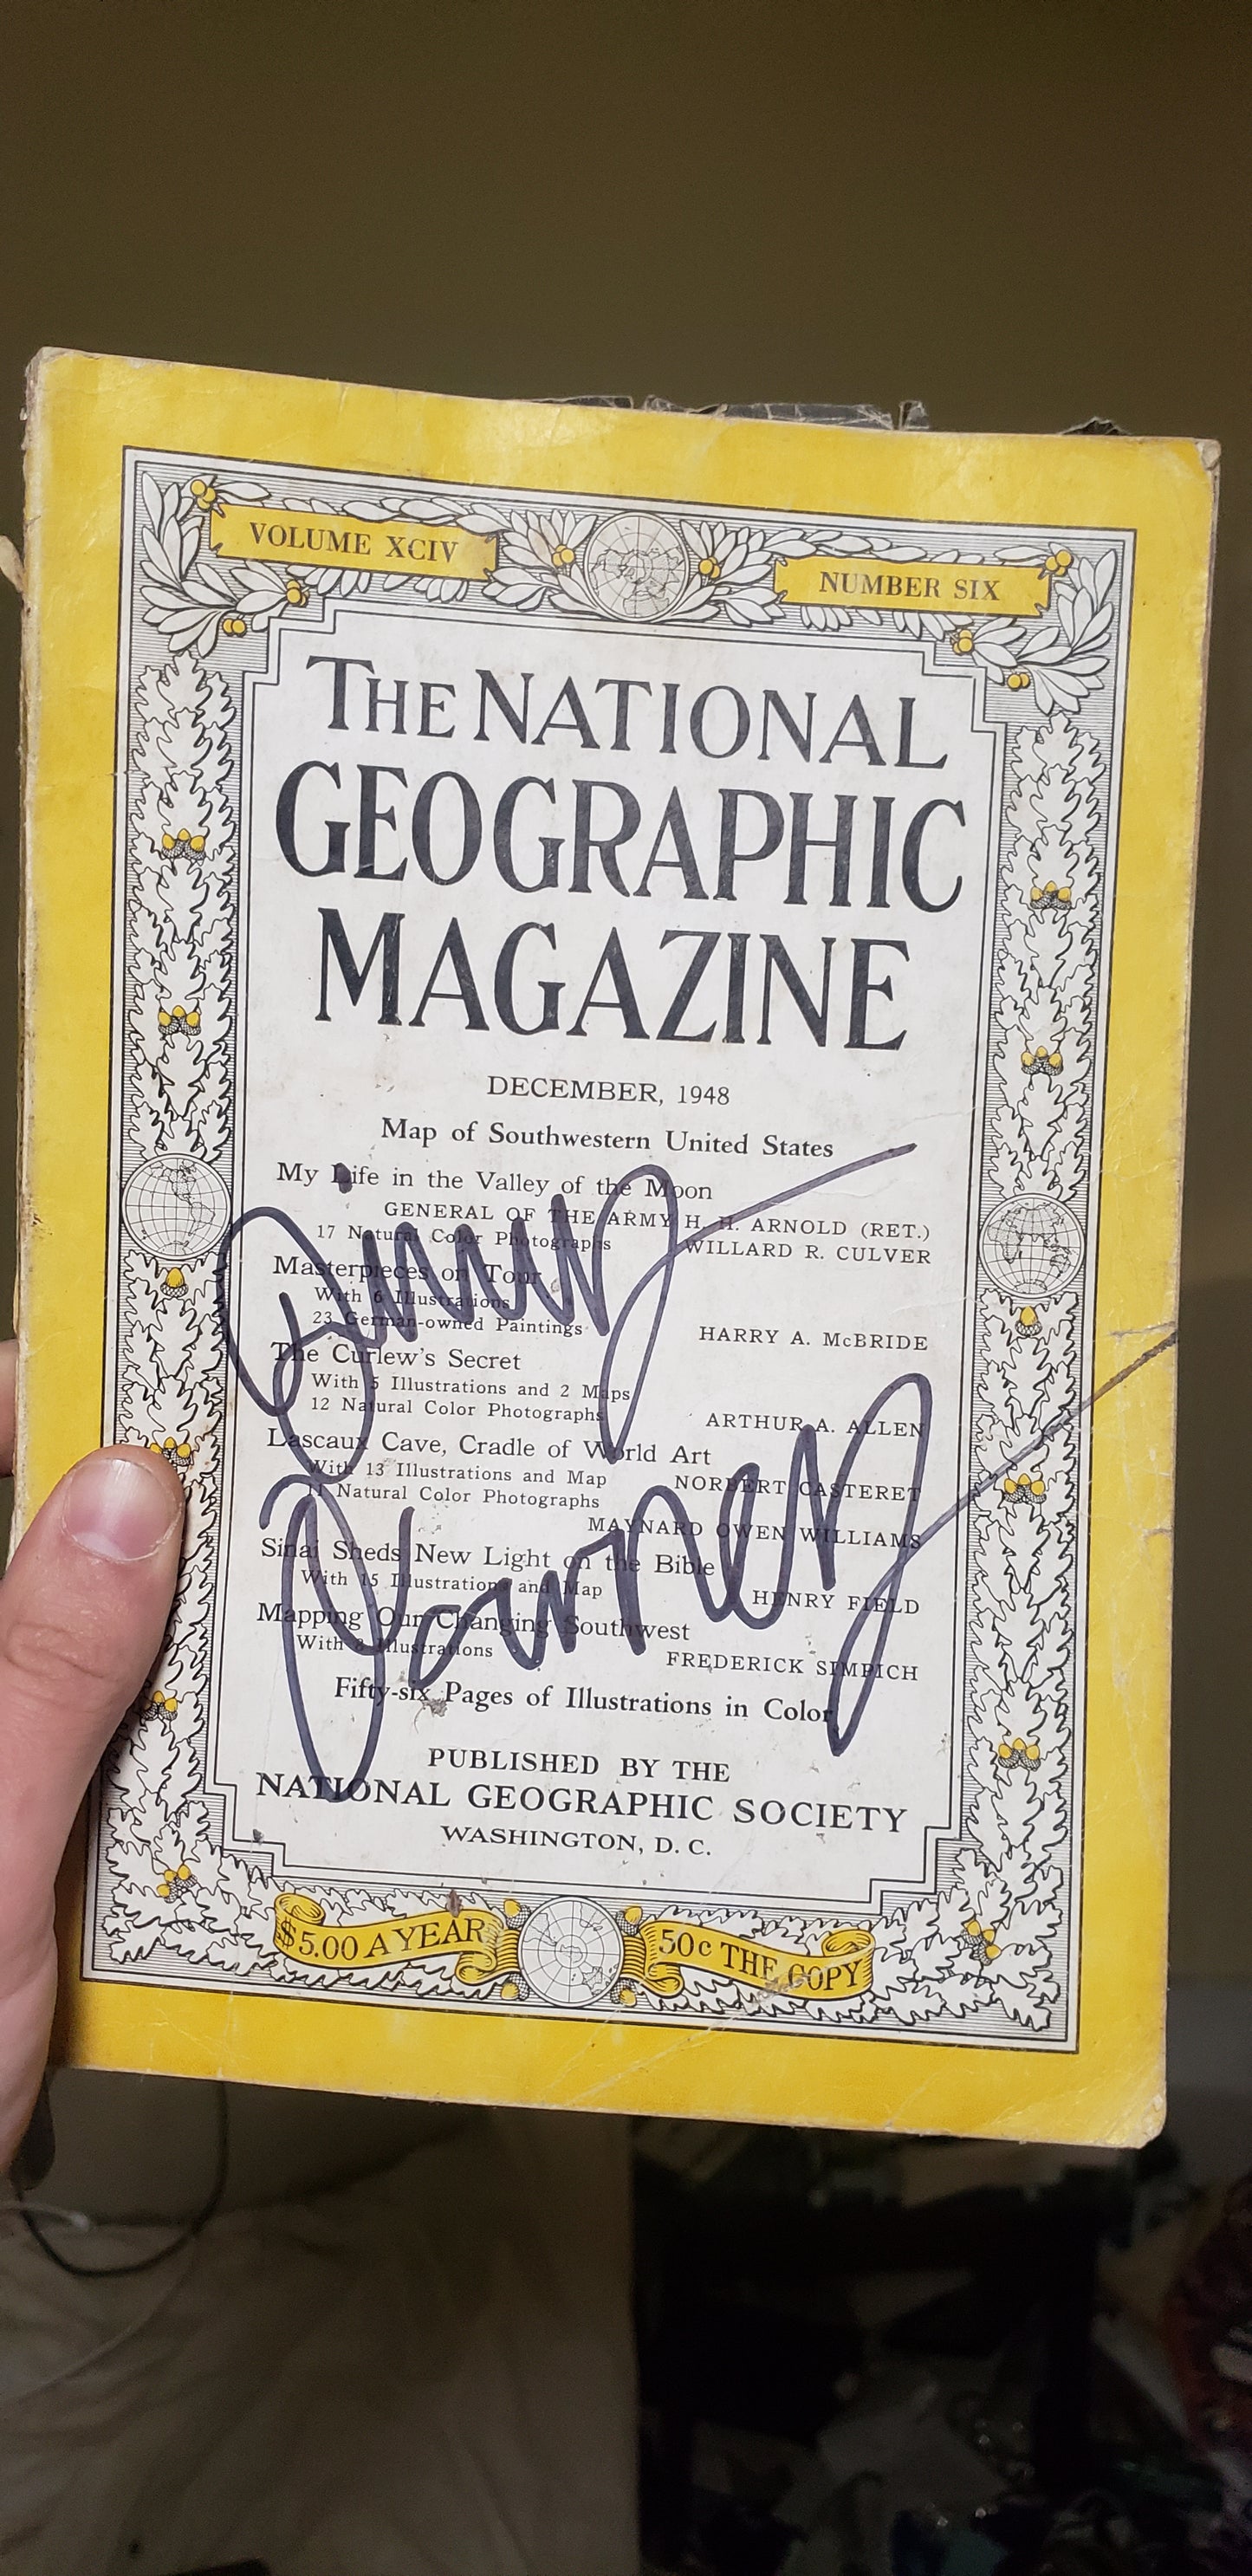 VOLUME XCIV
NUMBER SIX
THE NATIONAL
GEOGRAPHIC
MAGAZINE
DECEMBER, 1948
Map of Southwestern United States
My Life in the Valley of the Moon
GENERAL OF THE ARMY H. H. ARNOLD (RET.)
17 Natural Color Photographs WILLARD R. CULVER
Masterpieces on Tour
With 6 Illustrations
23 German-owned Paintings HARRY A. McBRIDE
The Curlew's Secret
With 5 Illustrations and 2 Maps
12 Natural Color Photographs ARTHUR A. ALLEN
Lascaux Cave, Cradle of World Art
With 13 Illustrations and Map NORBERT CASTERET
11 Natural Color Photographs
MAYNARD OWEN WILLIAMS
Sinai Sheds New Light on the Bible
With 15 Illustrations and Map HENRY FIELD
Mapping Our Changing Southwest
With 8 Illustrations FREDERICK SIMPICH
Fifty-six Pages of Illustrations in Color
PUBLISHED BY THE
NATIONAL GEOGRAPHIC SOCIETY
WASHINGTON, D. C.
$5.00 A YEAR
50c THE COPY